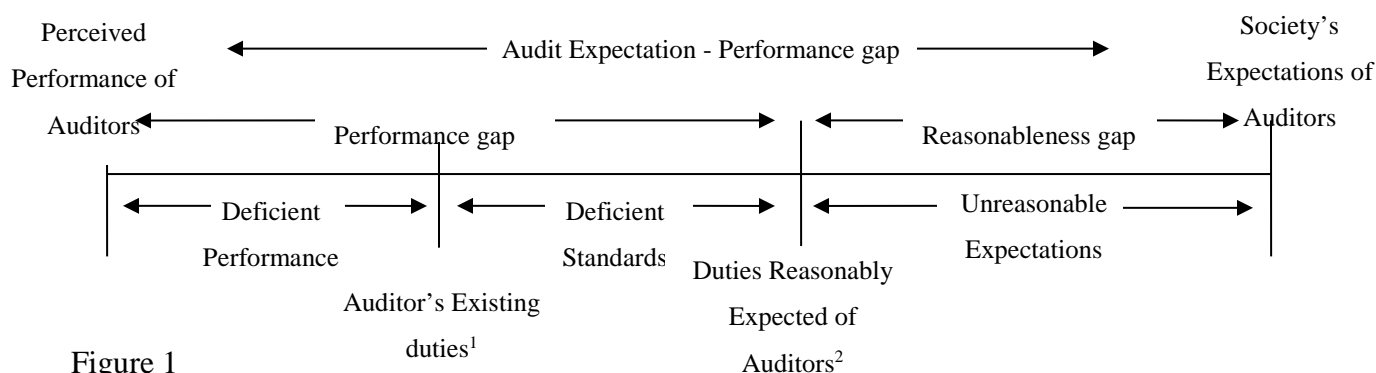 Perceived
Performance of
Auditors
Audit Expectation - Performance gap
Society’s
Expectations of
Auditors
Performance gap
Reasonableness gap
Deficient
Performance
Deficient
Standards
Unreasonable
Expectations
Auditor’s Existing
duties¹
Duties Reasonably
Expected of
Auditors²
Figure 1